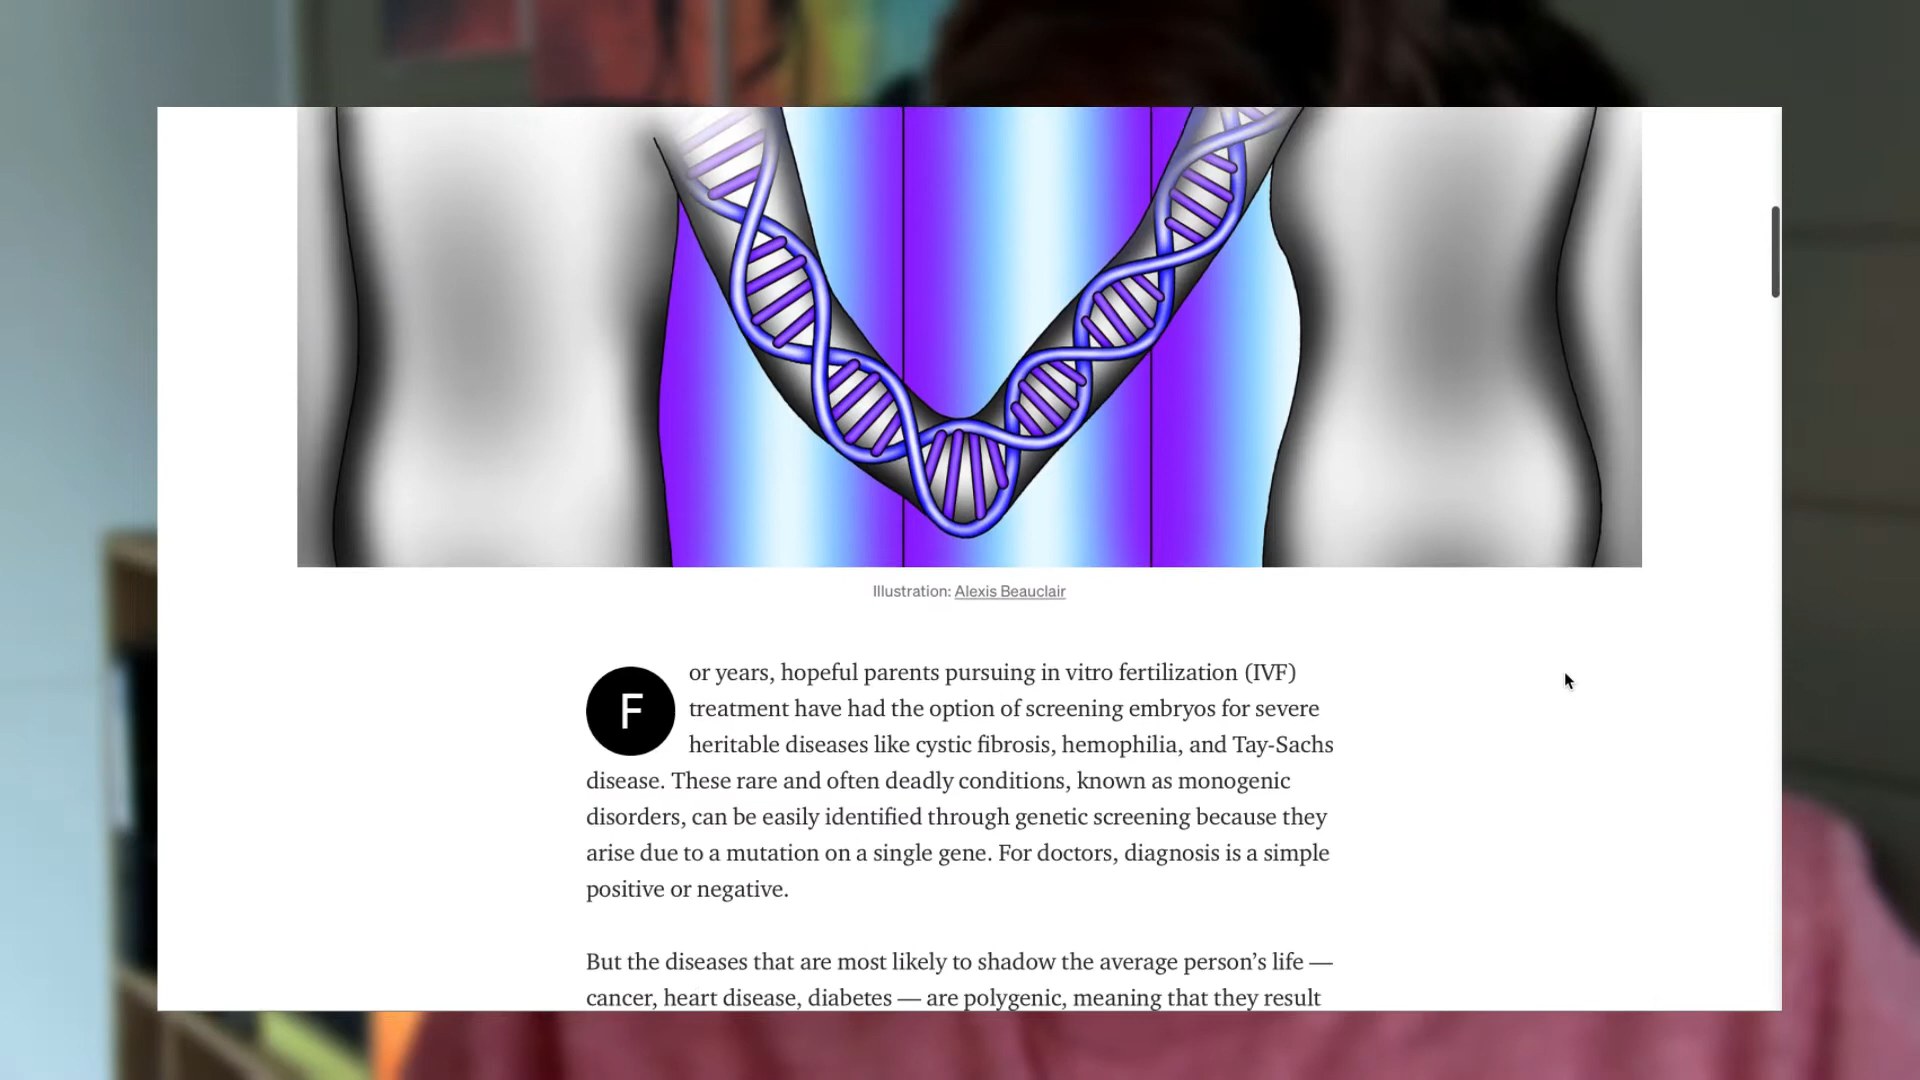 Illustration: Alexis Beauclair
For years, hopeful parents pursuing in vitro fertilization (IVF)
treatment have had the option of screening embryos for severe
heritable diseases like cystic fibrosis, hemophilia, and Tay-Sachs
disease. These rare and often deadly conditions, known as monogenic
disorders, can be easily identified through genetic screening because they
arise due to a mutation on a single gene. For doctors, diagnosis is a simple
positive or negative.
But the diseases that are most likely to shadow the average person’s life —
cancer, heart disease, diabetes — are polygenic, meaning that they result